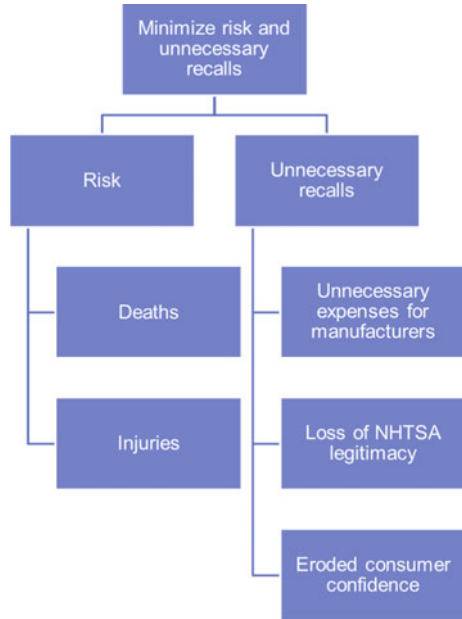 Minimize risk and
unnecessary
recalls
Risk
Unnecessary
recalls
Deaths
Injuries
Unnecessary
expenses for
manufacturers
Loss of NHTSA
legitimacy
Eroded consumer
confidence